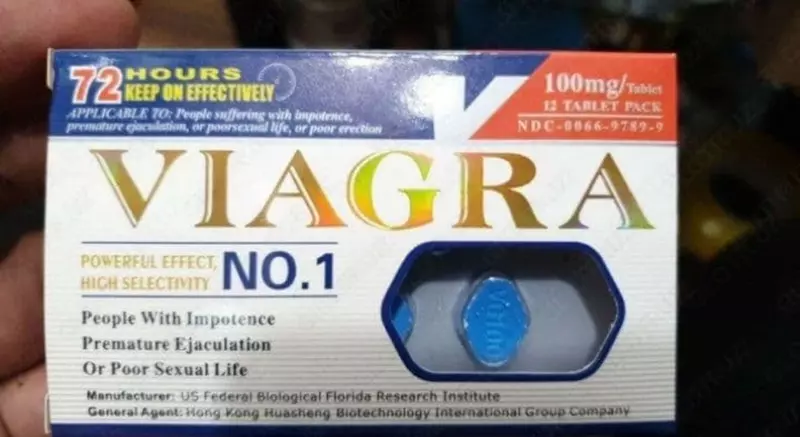 72 HOURS
KEEP ON EFFECTIVELY
APPLICABLE TO: People suffering with impotence,
premature ejaculation, or poorsexual life, or poor erection
100mg/Tablet
12 TABLET PACK
NDC-0066-9789-9
VIAGRA
POWERFUL EFFECT,
HIGH SELECTIVITY
NO.1
People With Impotence
Premature Ejaculation
Or Poor Sexual Life
Manufacturer: US Federal Biological Florida Research Institute
General Agent: Hong Kong Huasheng Biotechnology International Group Company